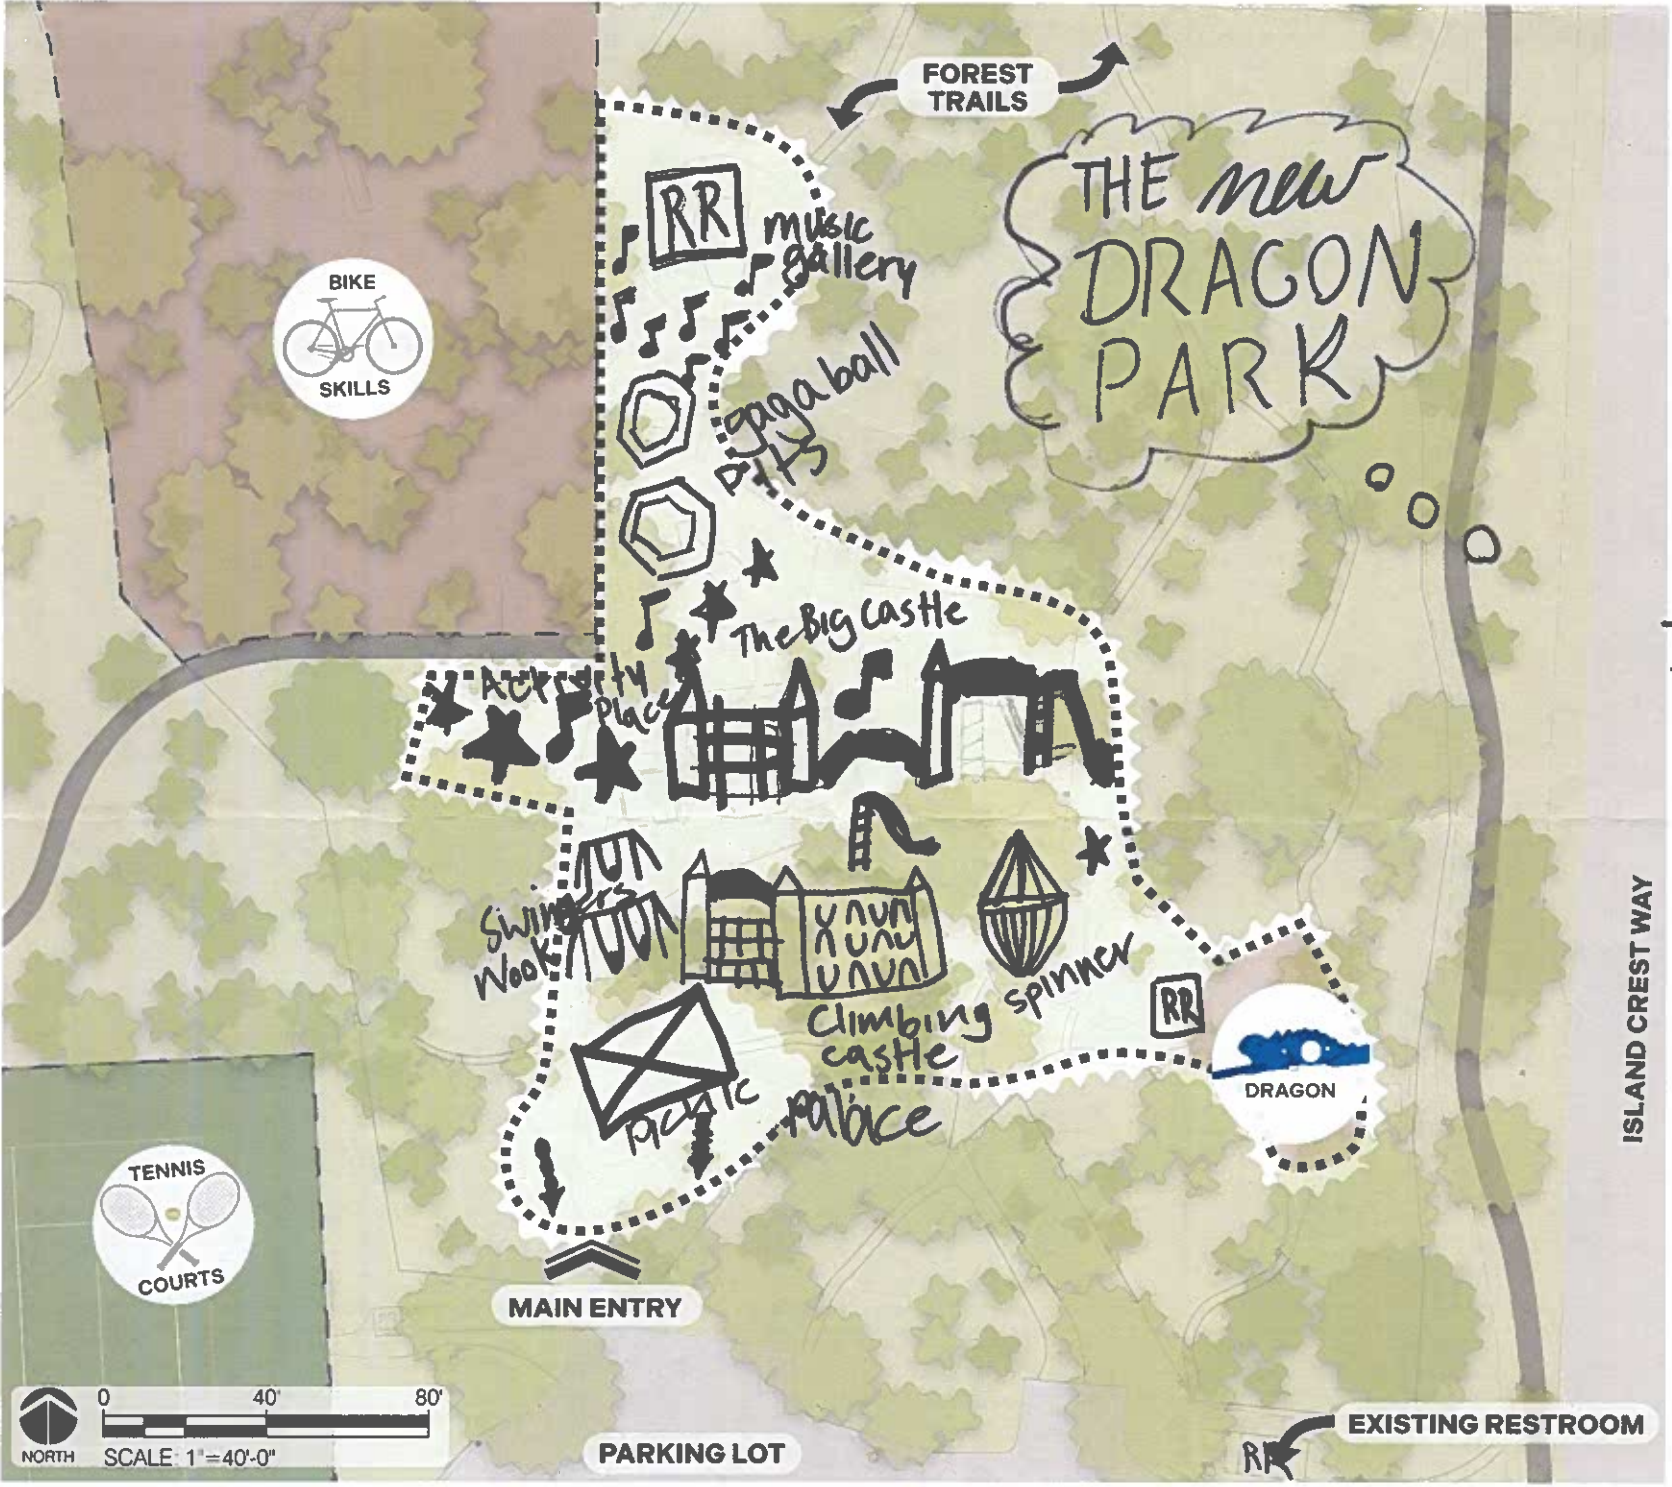 FOREST
TRAILS
THE new
DRAGON
PARK
RR
music
gallery
BIKE
SKILLS
gaga ball
pits
The Big Castle
Activity
Place
Swingers
Nook
spinner
Climbing
castle
RR
DRAGON
Picnic
Palace
ISLAND CREST WAY
TENNIS
COURTS
MAIN ENTRY
0 40' 80'
NORTH
SCALE: 1"=40'-0"
PARKING LOT
EXISTING RESTROOM
RR